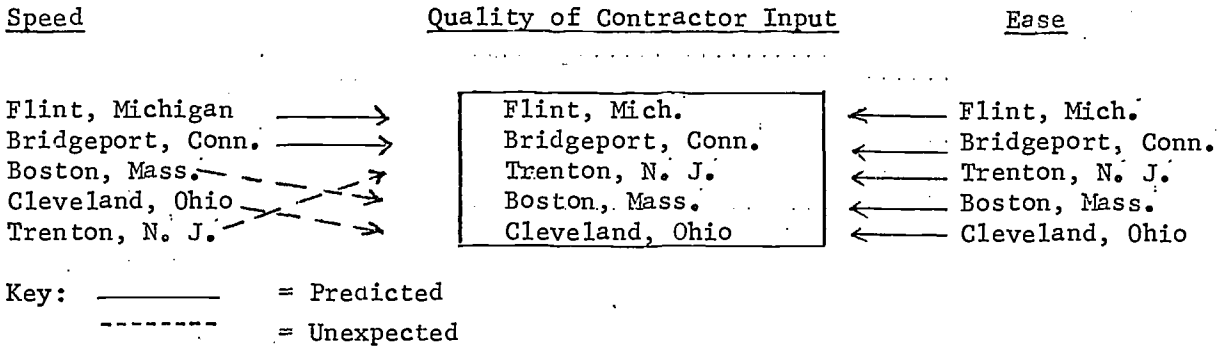 Speed Quality of Contractor Input Ease
Flint, Michigan Flint, Mich. Flint, Mich.
Bridgeport, Conn. Bridgeport, Conn. Bridgeport, Conn.
Boston, Mass. Trenton, N. J. Trenton, N. J.
Cleveland, Ohio Boston, Mass. Boston, Mass.
Trenton, N. J. Cleveland, Ohio Cleveland, Ohio
Key: = Predicted
= Unexpected